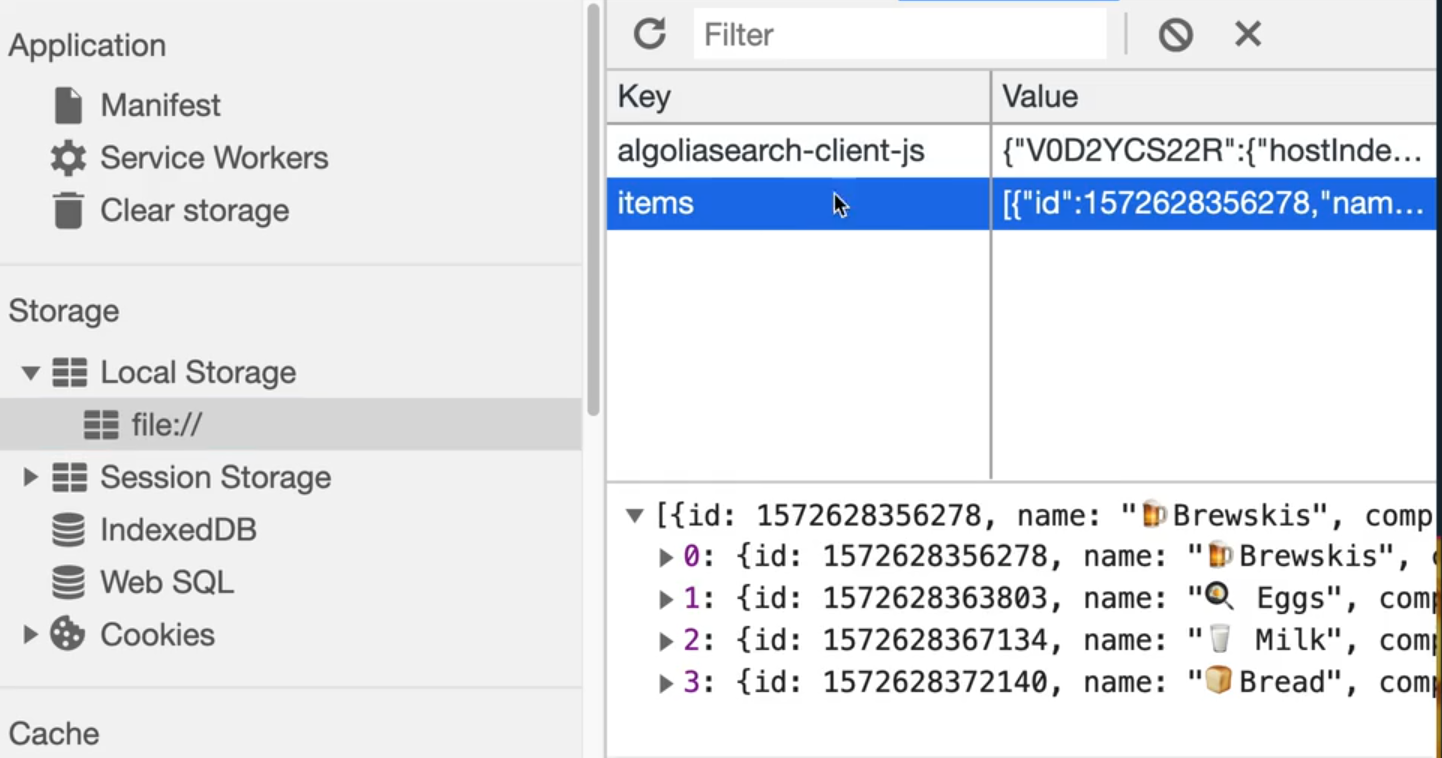 Application
Manifest
Service Workers
Clear storage
Storage
Local Storage
file://
Session Storage
IndexedDB
Web SQL
Cookies
Cache
Filter
Key Value
algoliasearch-client-js {"V0D2YCS22R":{"hostInde…
items [{"id":1572628356278,"nam…
[{id: 1572628356278, name: "🍺Brewskis", comp
0: {id: 1572628356278, name: "🍺Brewskis",
1: {id: 1572628363803, name: "🍳 Eggs", comp
2: {id: 1572628367134, name: "🥛 Milk", comp
3: {id: 1572628372140, name: "🍞Bread", comp